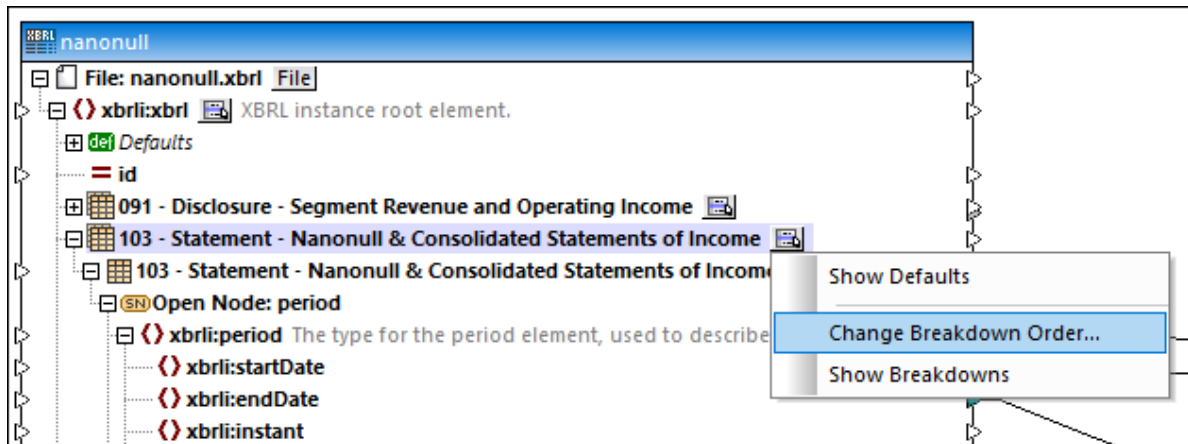 XBRL nanonull
File: nanonull.xbrl File
xbrli:xbrl XBRL instance root element.
def Defaults
id
091 - Disclosure - Segment Revenue and Operating Income
103 - Statement - Nanonull & Consolidated Statements of Income
103 - Statement - Nanonull & Consolidated Statements of Income
Show Defaults
SN Open Node: period
xbrli:period The type for the period element, used to describe
Change Breakdown Order...
xbrli:startDate
Show Breakdowns
xbrli:endDate
xbrli:instant